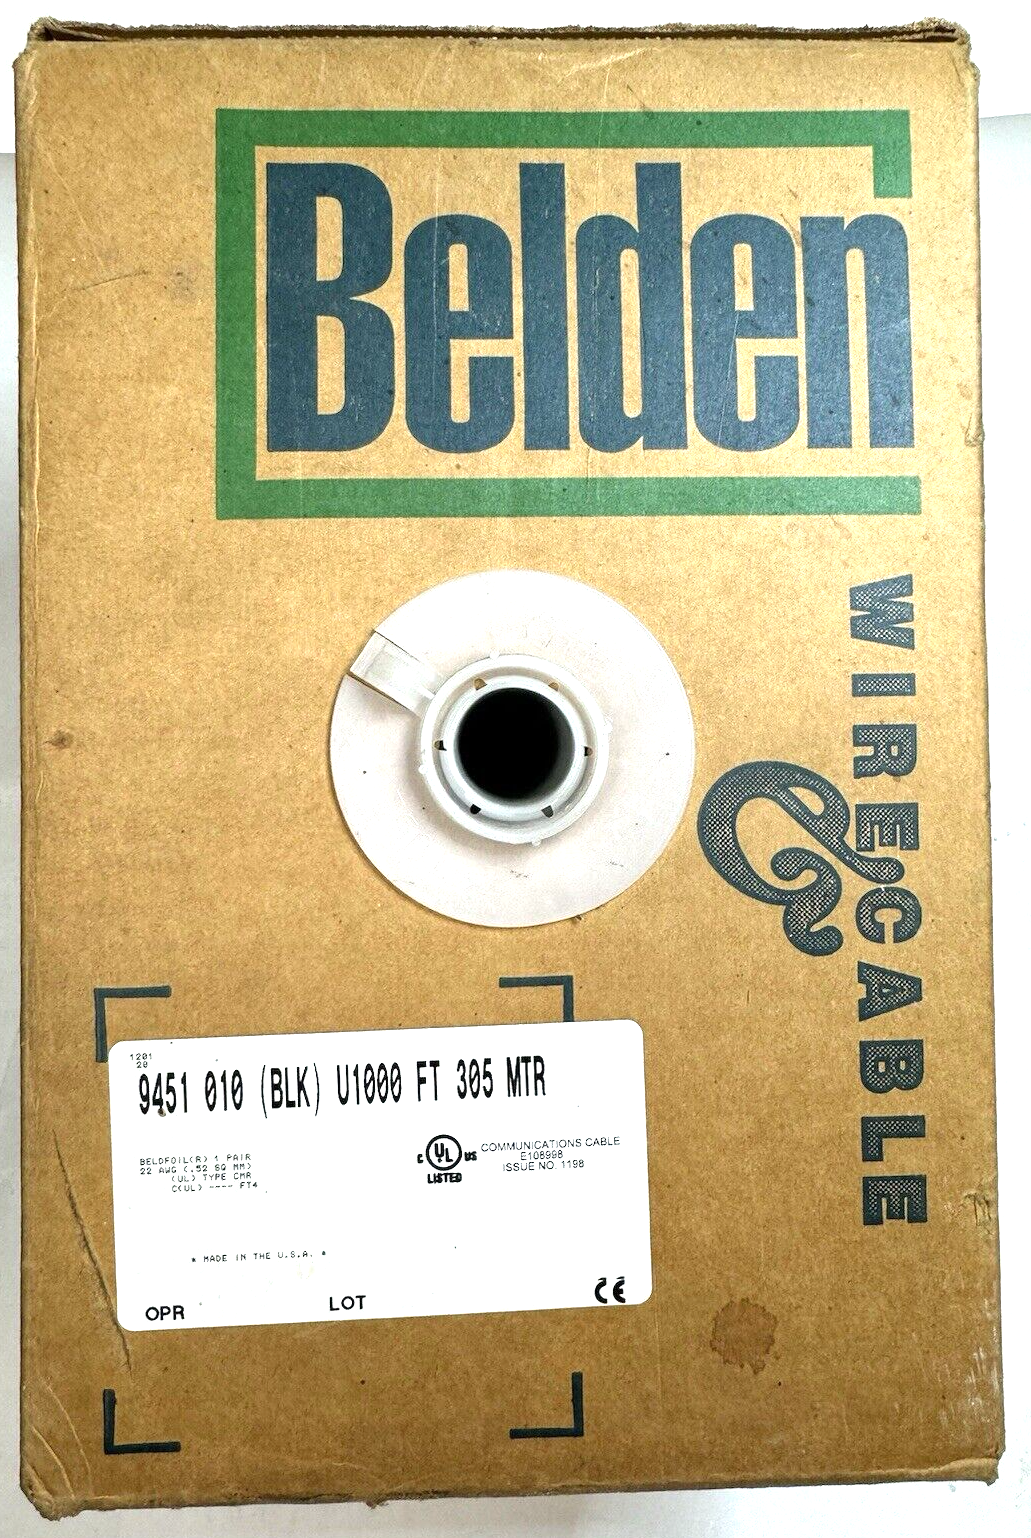 Belden
WIRE & CABLE
1201
20
9451 010 (BLK) U1000 FT 305 MTR
BELDFOIL(R) 1 PAIR
22 AWG (.52 SQ MM)
(UL) TYPE CMR
C(UL) ---- FT4
C UL US
LISTED
COMMUNICATIONS CABLE
E108998
ISSUE NO. 1198
* MADE IN THE U.S.A. *
OPR
LOT
CE